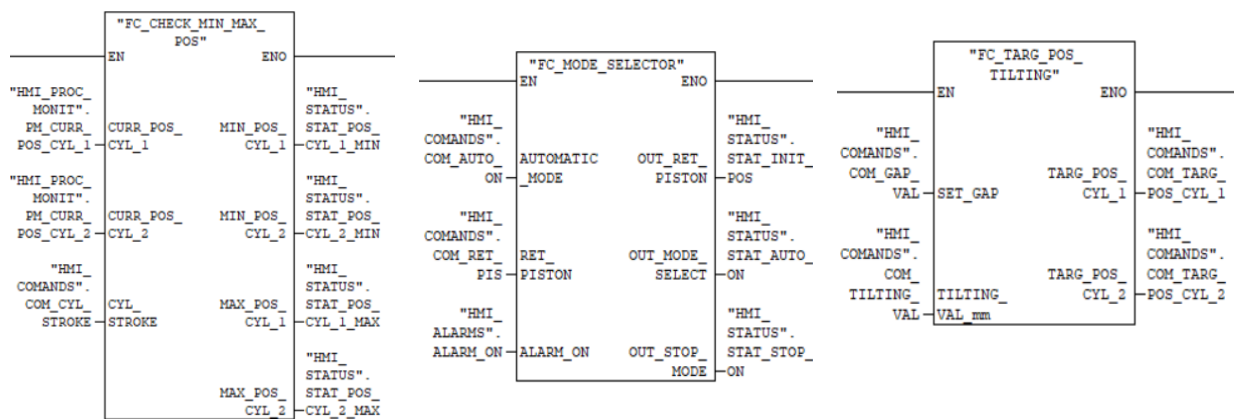 "FC_CHECK_MIN_MAX_
POS"
EN ENO
"HMI_PROC_
MONIT".
PM_CURR_
POS_CYL_1
CURR_POS_
CYL_1
MIN_POS_
CYL_1
"HMI_
STATUS".
STAT_POS_
CYL_1_MIN
"HMI_PROC_
MONIT".
PM_CURR_
POS_CYL_2
CURR_POS_
CYL_2
MIN_POS_
CYL_2
"HMI_
STATUS".
STAT_POS_
CYL_2_MIN
"HMI_
COMANDS".
COM_CYL_
STROKE
CYL_
STROKE
MAX_POS_
CYL_1
"HMI_
STATUS".
STAT_POS_
CYL_1_MAX
MAX_POS_
CYL_2
"HMI_
STATUS".
STAT_POS_
CYL_2_MAX
"FC_MODE_SELECTOR"
EN ENO
"HMI_
COMANDS".
COM_AUTO_
ON
AUTOMATIC
_MODE
OUT_RET_
PISTON
"HMI_
STATUS".
STAT_INIT_
POS
"HMI_
COMANDS".
COM_RET_
PIS
RET_
PISTON
OUT_MODE_
SELECT
"HMI_
STATUS".
STAT_AUTO_
ON
"HMI_
ALARMS".
ALARM_ON
ALARM_ON
OUT_STOP_
MODE
"HMI_
STATUS".
STAT_STOP_
ON
"FC_TARG_POS_
TILTING"
EN ENO
"HMI_
COMANDS".
COM_GAP_
VAL
SET_GAP
TARG_POS_
CYL_1
"HMI_
COMANDS".
COM_TARG_
POS_CYL_1
"HMI_
COMANDS".
COM_
TILTING_
VAL
TILTING_
VAL_mm
TARG_POS_
CYL_2
"HMI_
COMANDS".
COM_TARG_
POS_CYL_2